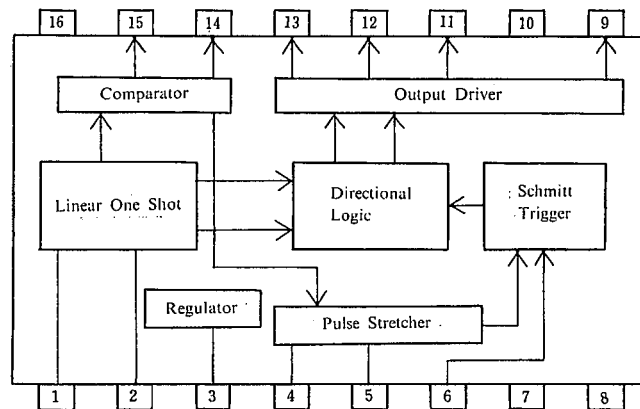 16 15 14 13 12 11 10 9
Comparator
Output Driver
Linear One Shot
Directional
Logic
Schmitt
Trigger
Regulator
Pulse Stretcher
1 2 3 4 5 6 7 8